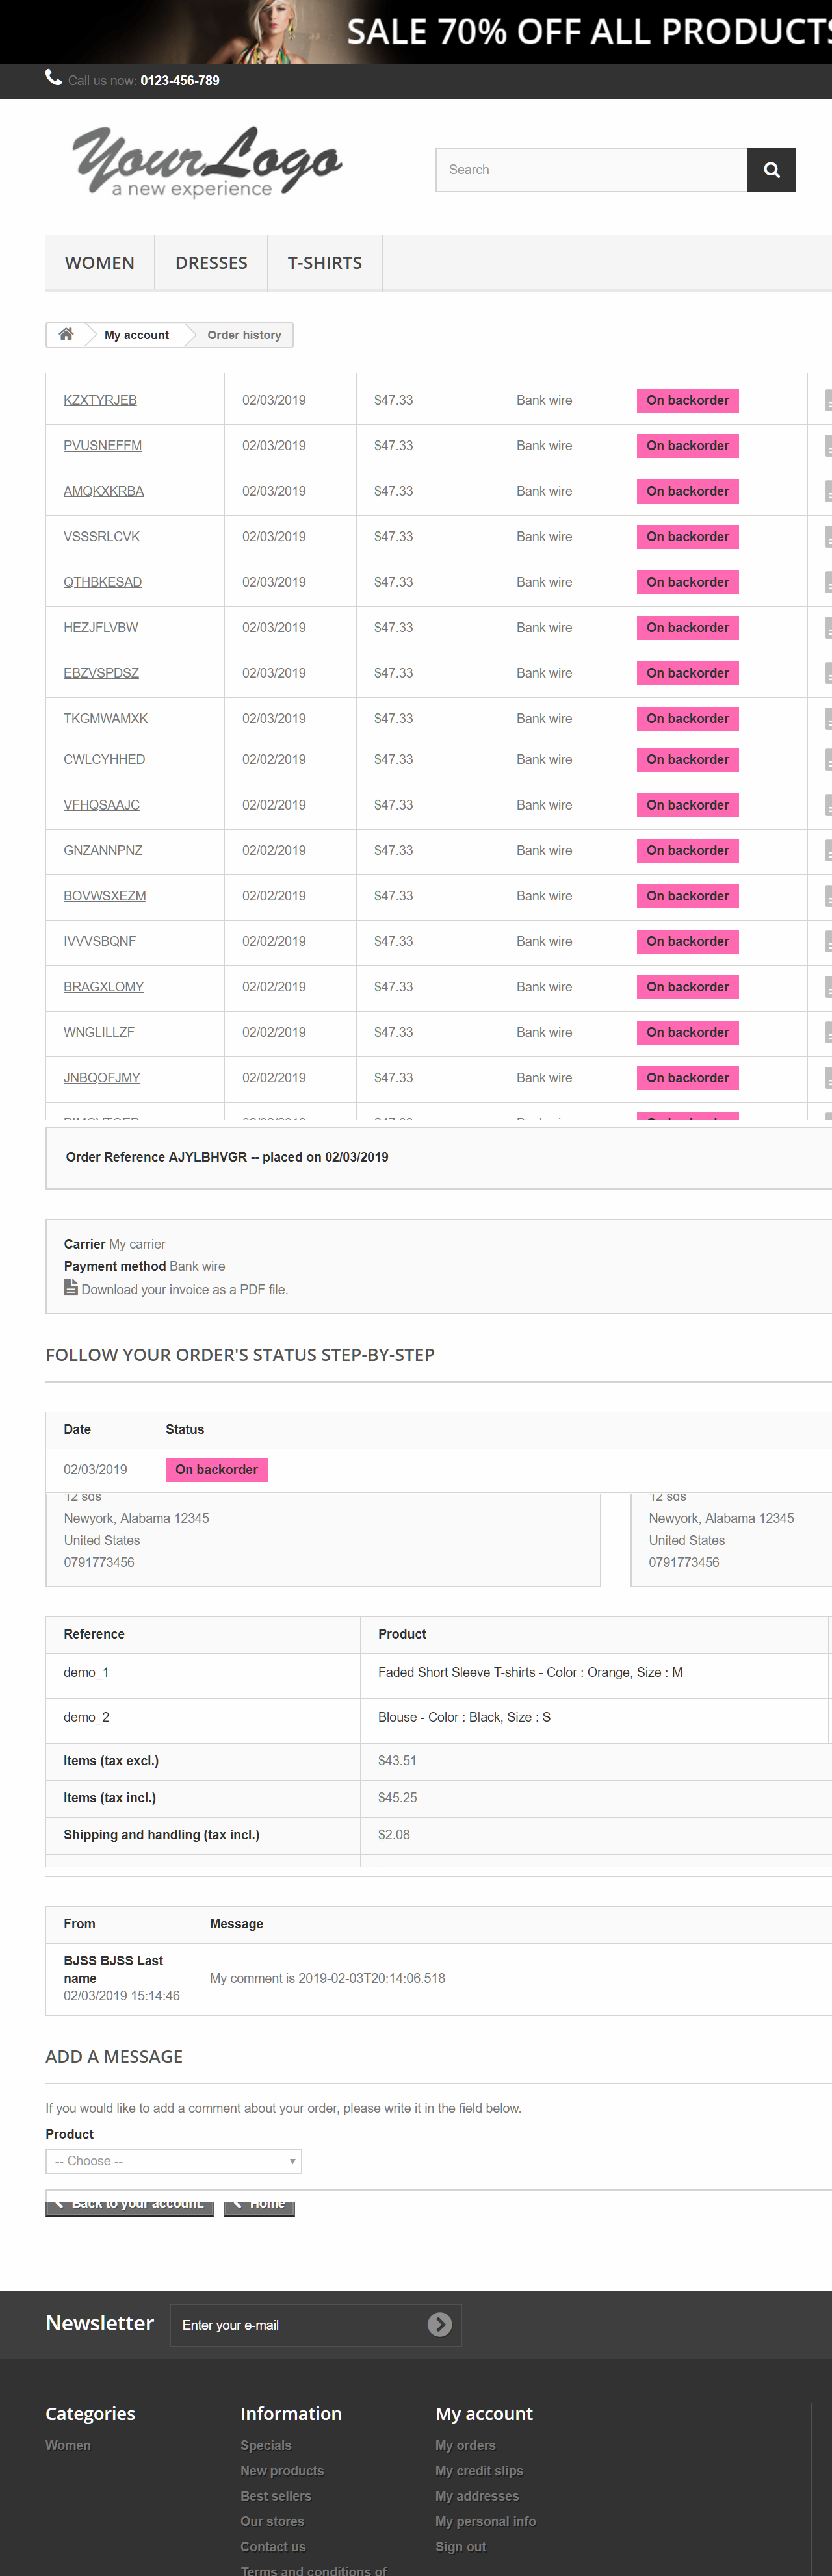 SALE 70% OFF ALL PRODUCTS
Call us now: 0123-456-789
YourLogo
a new experience
Search
WOMEN DRESSES T-SHIRTS
My account Order history
KZXTYRJEB 02/03/2019 $47.33 Bank wire On backorder
PVUSNEFFM 02/03/2019 $47.33 Bank wire On backorder
AMQKXKRBA 02/03/2019 $47.33 Bank wire On backorder
VSSSRLCVK 02/03/2019 $47.33 Bank wire On backorder
QTHBKESAD 02/03/2019 $47.33 Bank wire On backorder
HEZJFLVBW 02/03/2019 $47.33 Bank wire On backorder
EBZVSPDSZ 02/03/2019 $47.33 Bank wire On backorder
TKGMWAMXK 02/03/2019 $47.33 Bank wire On backorder
CWLCYHHED 02/02/2019 $47.33 Bank wire On backorder
VFHQSAAJC 02/02/2019 $47.33 Bank wire On backorder
GNZANNPNZ 02/02/2019 $47.33 Bank wire On backorder
BOVWSXEZM 02/02/2019 $47.33 Bank wire On backorder
IVVVSBQNF 02/02/2019 $47.33 Bank wire On backorder
BRAGXLOMY 02/02/2019 $47.33 Bank wire On backorder
WNGLILLZF 02/02/2019 $47.33 Bank wire On backorder
JNBQOFJMY 02/02/2019 $47.33 Bank wire On backorder
Order Reference AJYLBHVGR -- placed on 02/03/2019
Carrier My carrier
Payment method Bank wire
Download your invoice as a PDF file.
FOLLOW YOUR ORDER'S STATUS STEP-BY-STEP
Date Status
02/03/2019 On backorder
12 sds 12 sds
Newyork, Alabama 12345 Newyork, Alabama 12345
United States United States
0791773456 0791773456
Reference Product
demo_1 Faded Short Sleeve T-shirts - Color : Orange, Size : M
demo_2 Blouse - Color : Black, Size : S
Items (tax excl.) $43.51
Items (tax incl.) $45.25
Shipping and handling (tax incl.) $2.08
From Message
BJSS BJSS Last
name
02/03/2019 15:14:46
My comment is 2019-02-03T20:14:06.518
ADD A MESSAGE
If you would like to add a comment about your order, please write it in the field below.
Product
-- Choose --
Back to your account. Home
Newsletter Enter your e-mail
Categories Information My account
Women Specials My orders
New products My credit slips
Best sellers My addresses
Our stores My personal info
Contact us Sign out
Terms and conditions of